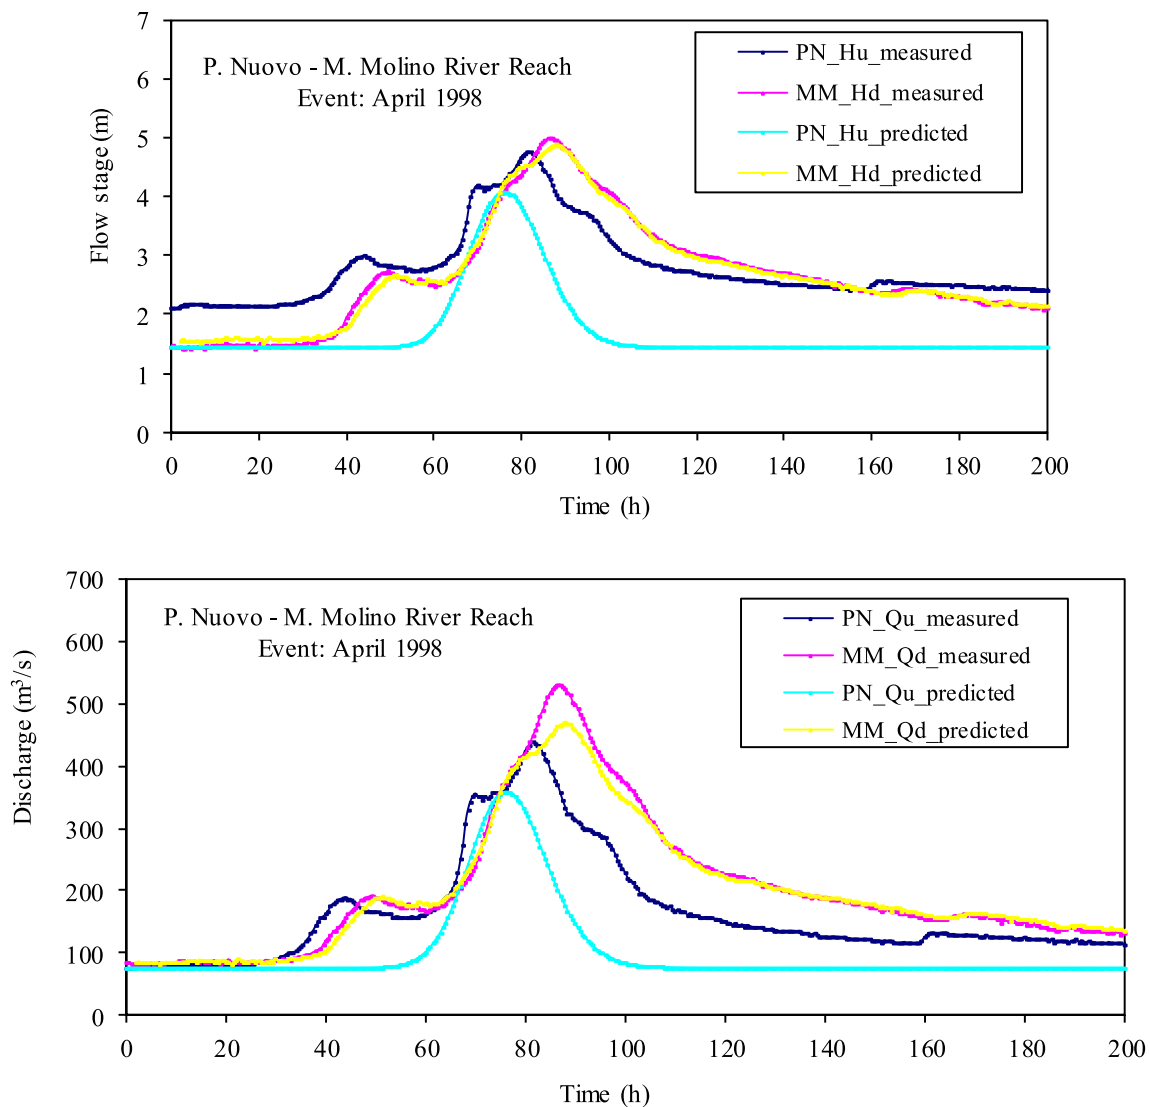 7
6
5
4
3
2
1
0
Flow stage (m)
P. Nuovo - M. Molino River Reach
Event: April 1998
PN_Hu_measured
MM_Hd_measured
PN_Hu_predicted
MM_Hd_predicted
0 20 40 60 80 100 120 140 160 180 200
Time (h)
700
600
500
400
300
200
100
0
Discharge (m³/s)
P. Nuovo - M. Molino River Reach
Event: April 1998
PN_Qu_measured
MM_Qd_measured
PN_Qu_predicted
MM_Qd_predicted
0 20 40 60 80 100 120 140 160 180 200
Time (h)